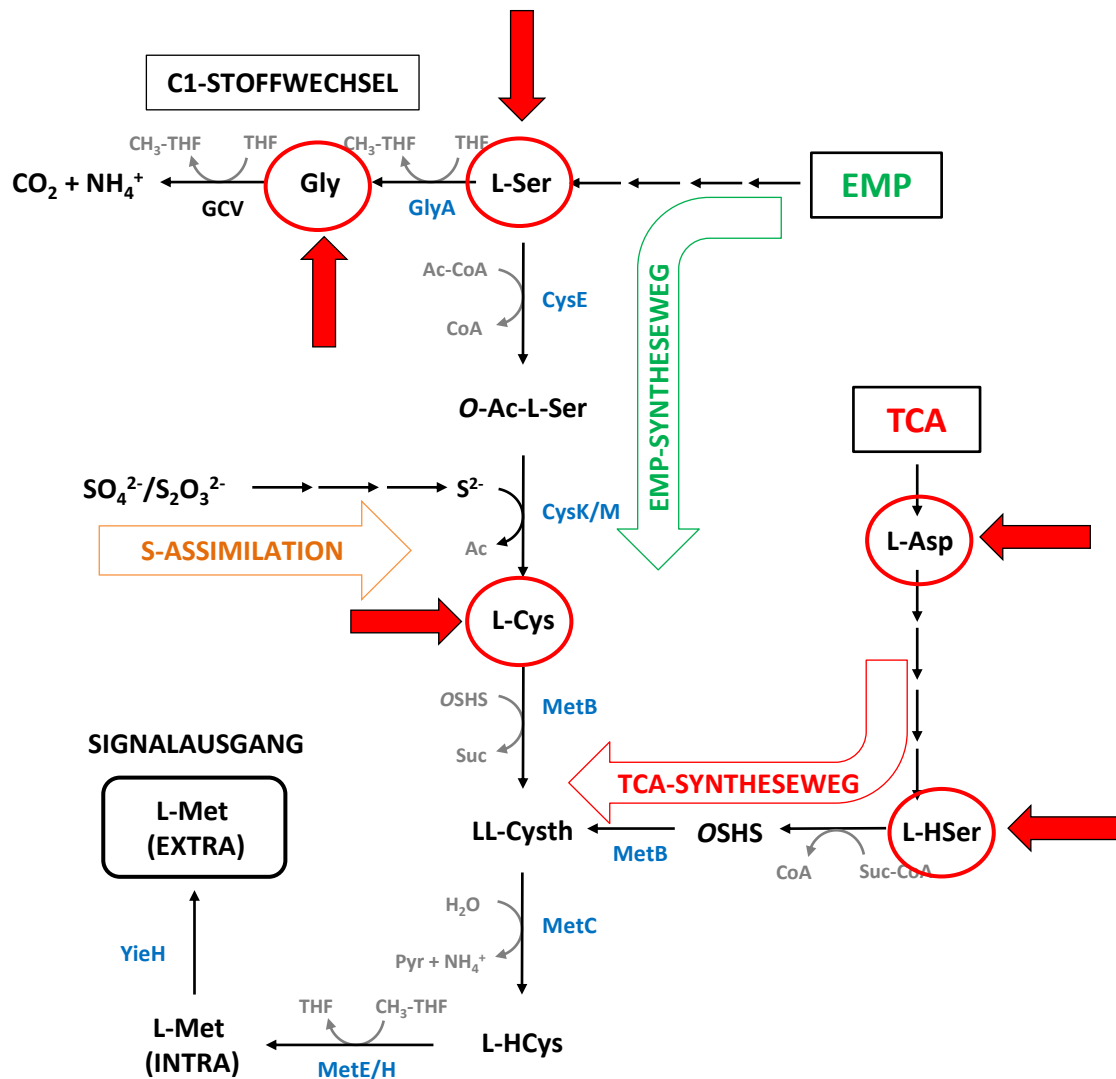 C1-STOFFWECHSEL
CH₃-THF
THF
CH₃-THF
THF
CO₂ + NH₄⁺
Gly
L-Ser
EMP
GCV
GlyA
Ac-CoA
CysE
CoA
EMP-SYNTHESEWEG
O-Ac-L-Ser
TCA
SO₄²⁻/S₂O₃²⁻
S²⁻
CysK/M
S-ASSIMILATION
Ac
L-Asp
L-Cys
OSHS
MetB
Suc
SIGNALAUSGANG
TCA-SYNTHESEWEG
L-Met
(EXTRA)
LL-Cysth
MetB
OSHS
L-HSer
CoA
Suc-CoA
H₂O
MetC
YieH
Pyr + NH₄⁺
THF
CH₃-THF
L-Met
(INTRA)
L-HCys
MetE/H